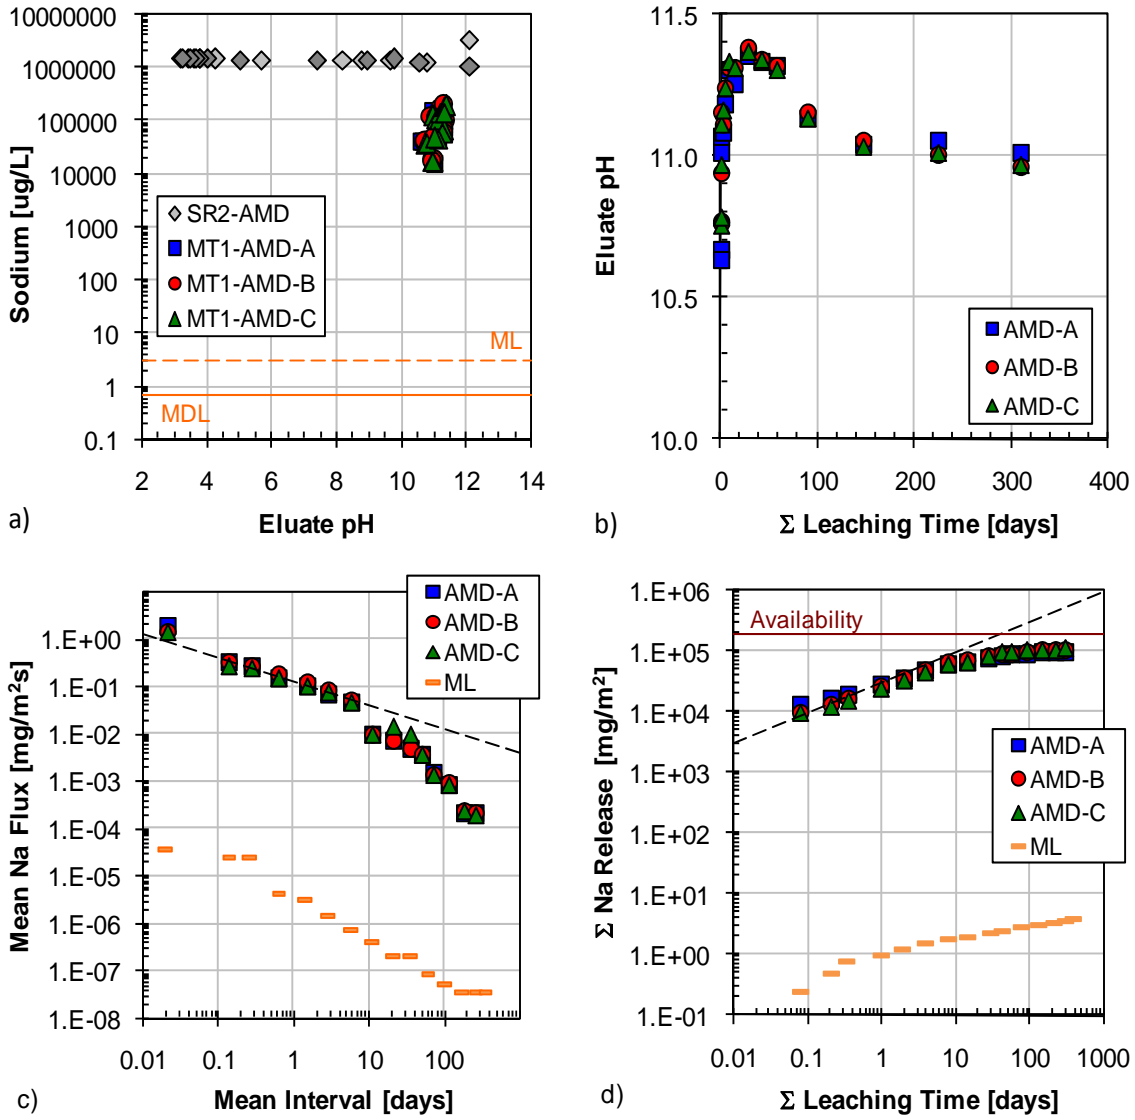 10000000
1000000
100000
10000
1000
100
10
1
0.1
Sodium [ug/L]
SR2-AMD
MT1-AMD-A
MT1-AMD-B
MT1-AMD-C
ML
MDL
2 4 6 8 10 12 14
Eluate pH
a)
11.5
11.0
10.5
10.0
Eluate pH
AMD-A
AMD-B
AMD-C
0 100 200 300 400
Σ Leaching Time [days]
b)
1.E+00
1.E-01
1.E-02
1.E-03
1.E-04
1.E-05
1.E-06
1.E-07
1.E-08
Mean Na Flux [mg/m²s]
AMD-A
AMD-B
AMD-C
ML
0.01 0.1 1 10 100
Mean Interval [days]
c)
1.E+06
1.E+05
1.E+04
1.E+03
1.E+02
1.E+01
1.E+00
1.E-01
Σ Na Release [mg/m²]
Availability
AMD-A
AMD-B
AMD-C
ML
0.01 0.1 1 10 100 1000
Σ Leaching Time [days]
d)